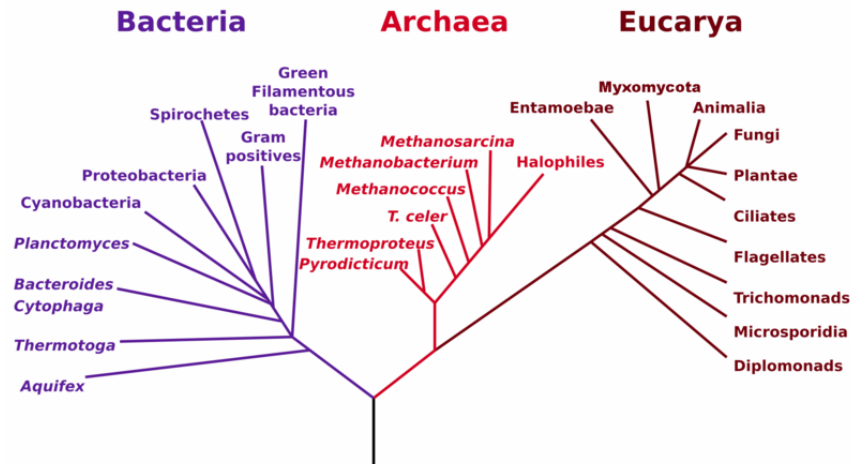 Bacteria
Archaea
Eucarya
Green
Filamentous
bacteria
Spirochetes
Gram
positives
Proteobacteria
Cyanobacteria
Planctomyces
Bacteroides
Cytophaga
Thermotoga
Aquifex
Methanosarcina
Methanobacterium
Halophiles
Methanococcus
T. celer
Thermoproteus
Pyrodicticum
Myxomycota
Entamoebae
Animalia
Fungi
Plantae
Ciliates
Flagellates
Trichomonads
Microsporidia
Diplomonads